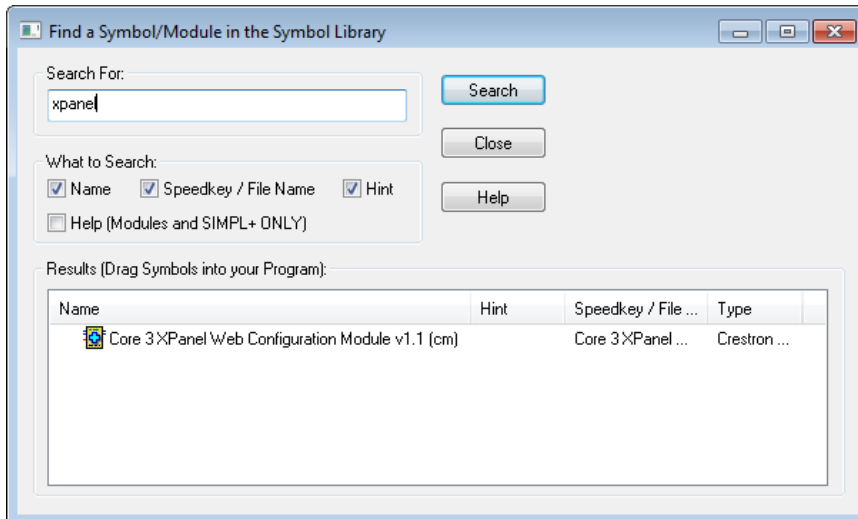 Find a Symbol/Module in the Symbol Library
Search For:
xpanel
Search
Close
What to Search:
Name Speedkey / File Name Hint
Help
Help (Modules and SIMPL+ ONLY)
Results (Drag Symbols into your Program):
Name Hint Speedkey / File ... Type
Core 3 XPanel Web Configuration Module v1.1 (cm) Core 3 XPanel ... Crestron ...